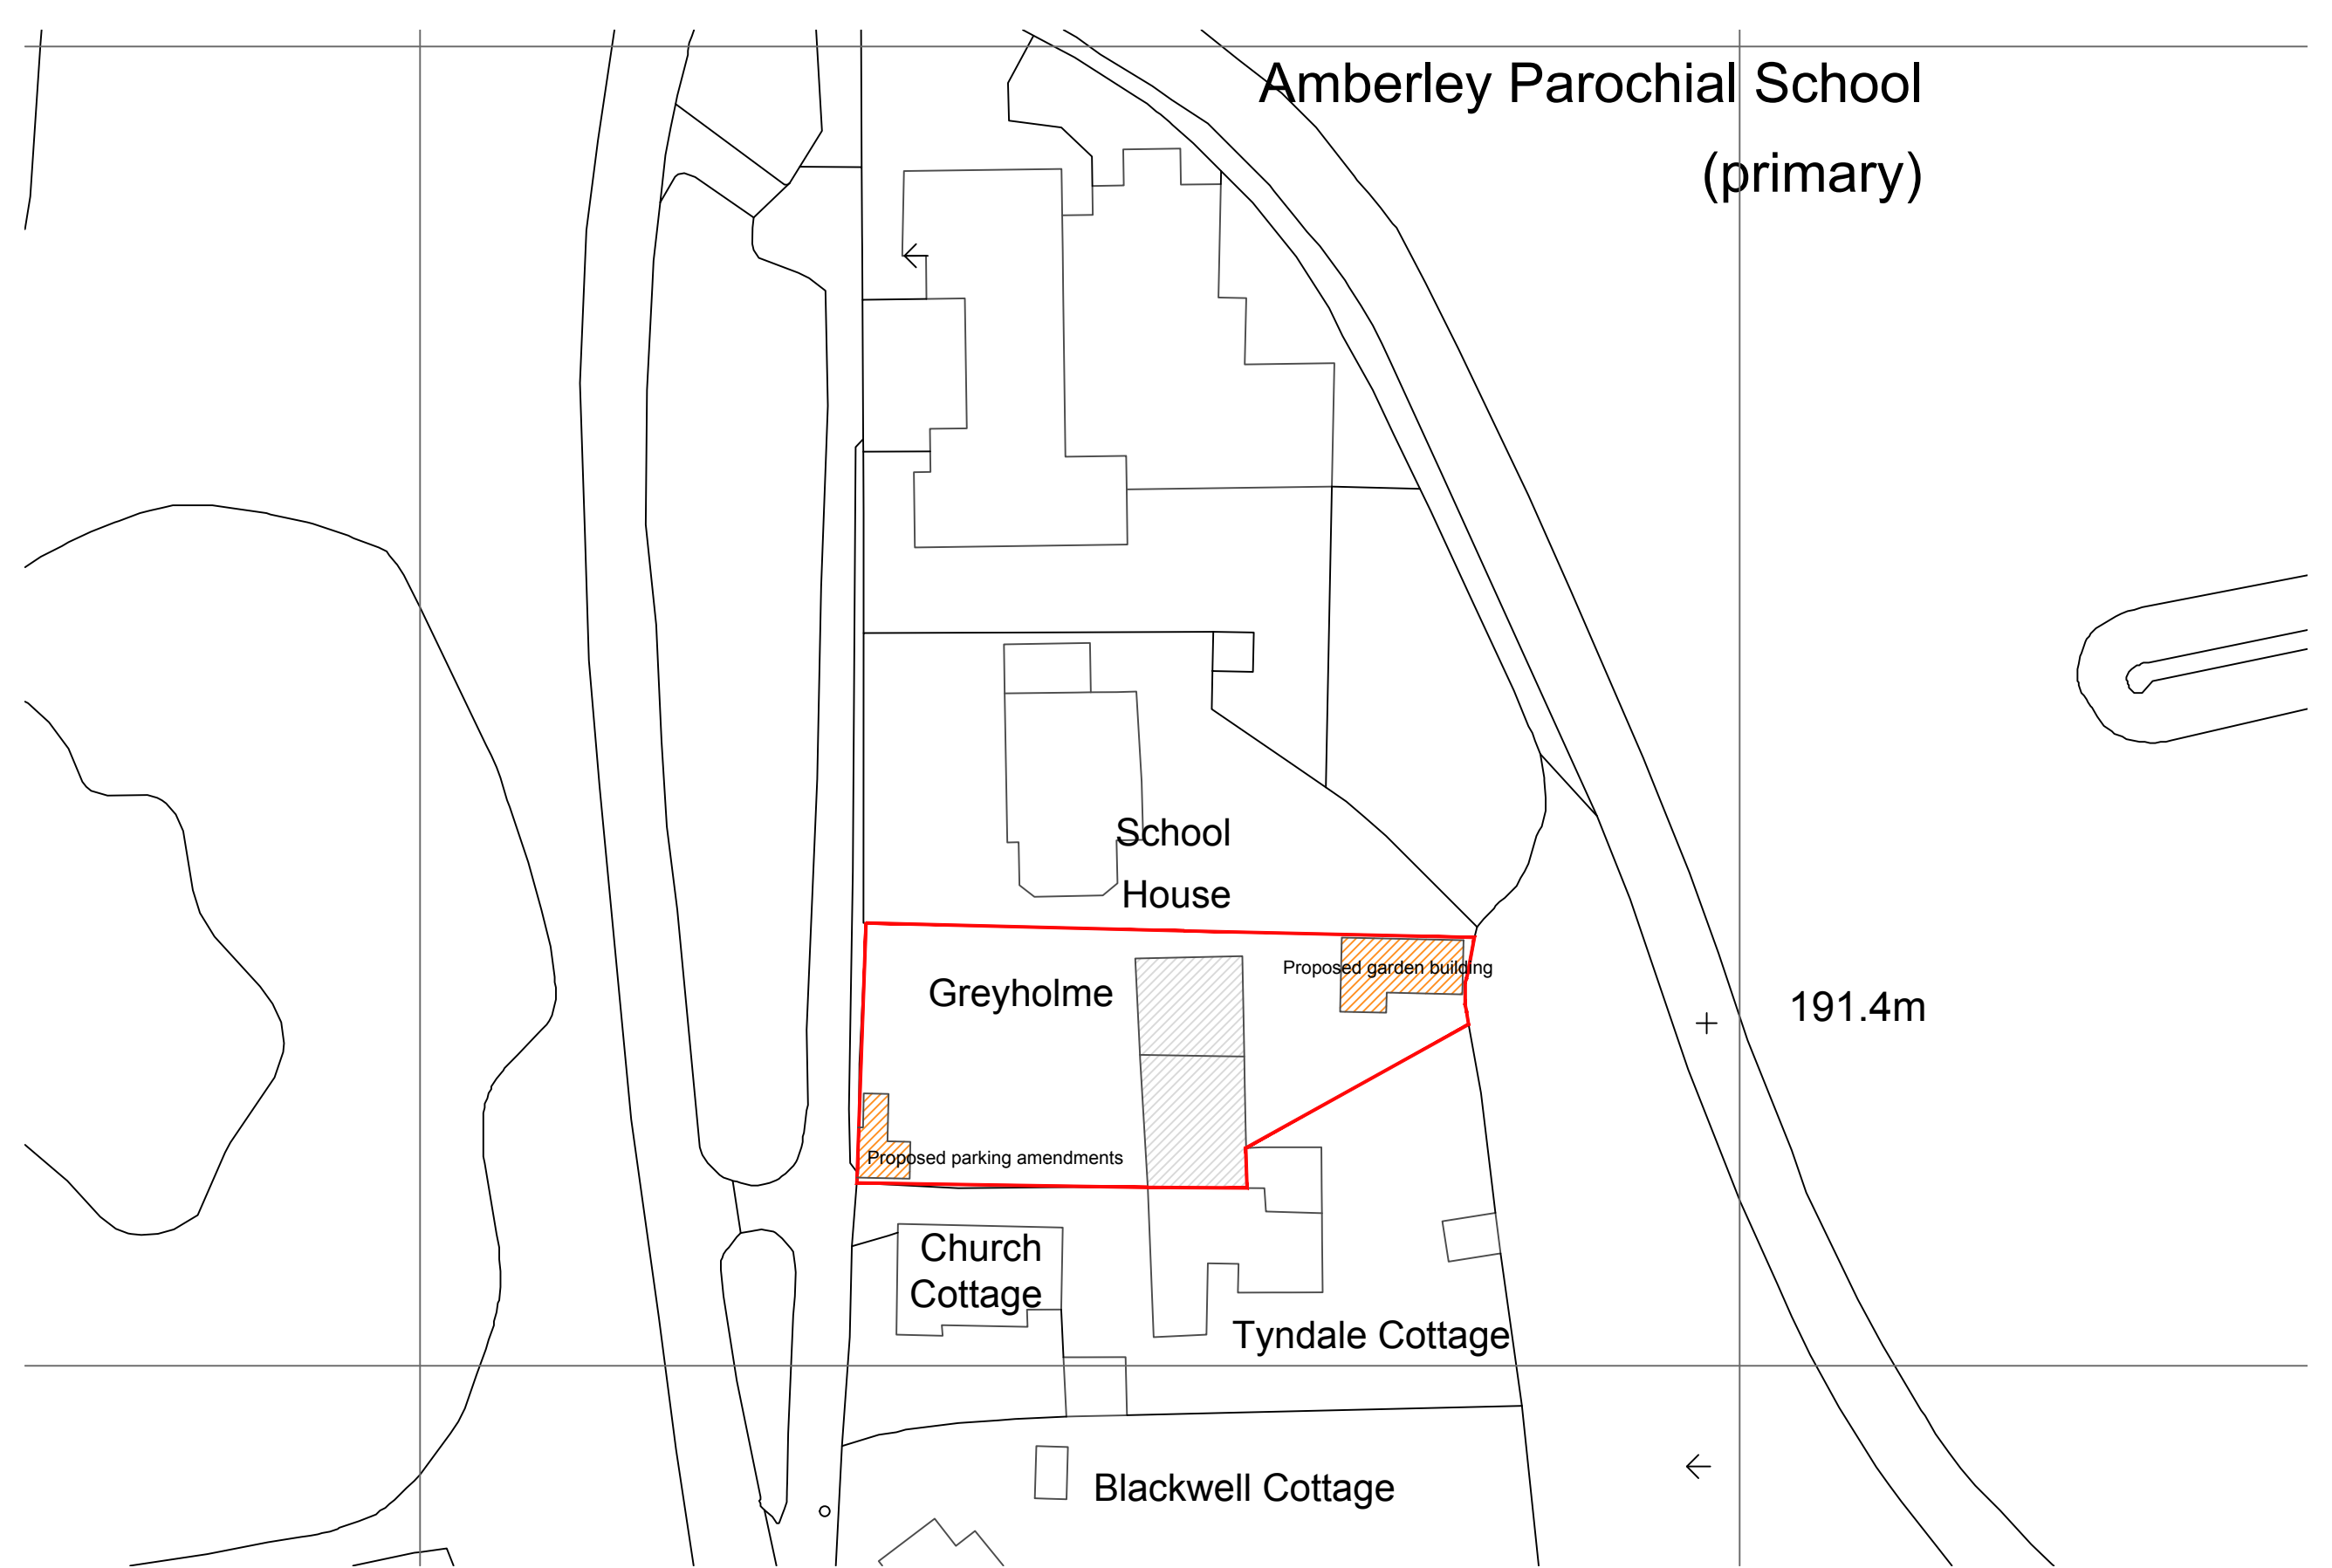 Amberley Parochial School
(primary)
School
House
Proposed garden building
Greyholme
191.4m
Proposed parking amendments
Church
Cottage
Tyndale Cottage
Blackwell Cottage